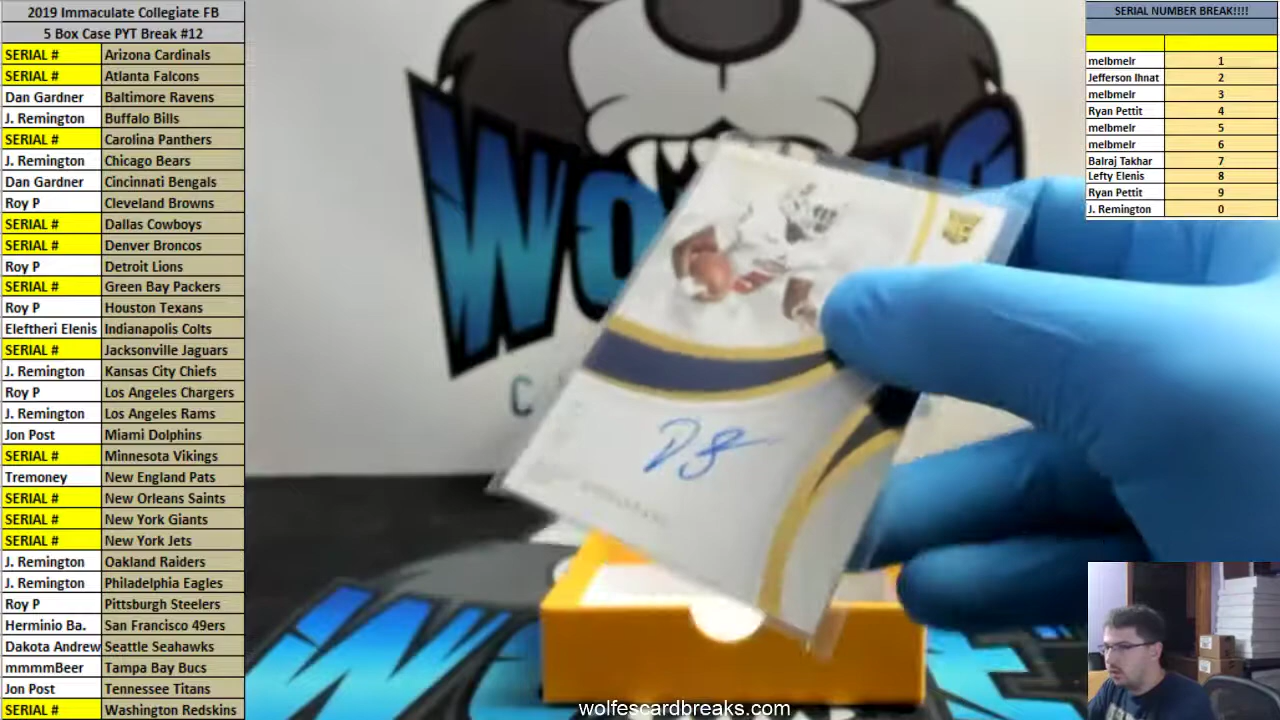 2019 Immaculate Collegiate FB
5 Box Case PYT Break #12
SERIAL # Arizona Cardinals
SERIAL # Atlanta Falcons
Dan Gardner Baltimore Ravens
J. Remington Buffalo Bills
SERIAL # Carolina Panthers
J. Remington Chicago Bears
Dan Gardner Cincinnati Bengals
Roy P Cleveland Browns
SERIAL # Dallas Cowboys
SERIAL # Denver Broncos
Roy P Detroit Lions
SERIAL # Green Bay Packers
Roy P Houston Texans
Eleftheri Elenis Indianapolis Colts
SERIAL # Jacksonville Jaguars
J. Remington Kansas City Chiefs
Roy P Los Angeles Chargers
J. Remington Los Angeles Rams
Jon Post Miami Dolphins
SERIAL # Minnesota Vikings
Tremoney New England Pats
SERIAL # New Orleans Saints
SERIAL # New York Giants
SERIAL # New York Jets
J. Remington Oakland Raiders
J. Remington Philadelphia Eagles
Roy P Pittsburgh Steelers
Herminio Ba. San Francisco 49ers
Dakota Andrew Seattle Seahawks
mmmmBeer Tampa Bay Bucs
Jon Post Tennessee Titans
SERIAL # Washington Redskins
SERIAL NUMBER BREAK!!!!
melbmelr 1
Jefferson Ihnat 2
melbmelr 3
Ryan Pettit 4
melbmelr 5
melbmelr 6
Balraj Takhar 7
Lefty Elenis 8
Ryan Pettit 9
J. Remington 0
wolfescardbreaks.com